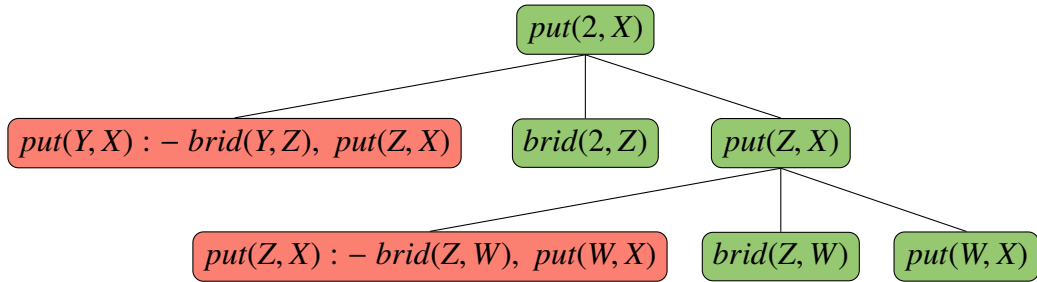 put(2, X)
put(Y, X) : − brid(Y, Z), put(Z, X)
brid(2, Z)
put(Z, X)
put(Z, X) : − brid(Z, W), put(W, X)
brid(Z, W)
put(W, X)